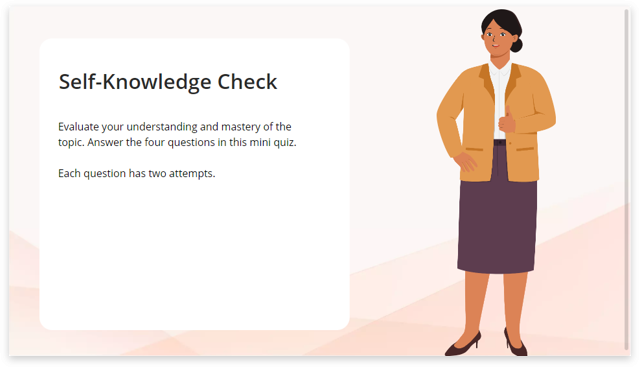 Self-Knowledge Check
Evaluate your understanding and mastery of the
topic. Answer the four questions in this mini quiz.
Each question has two attempts.